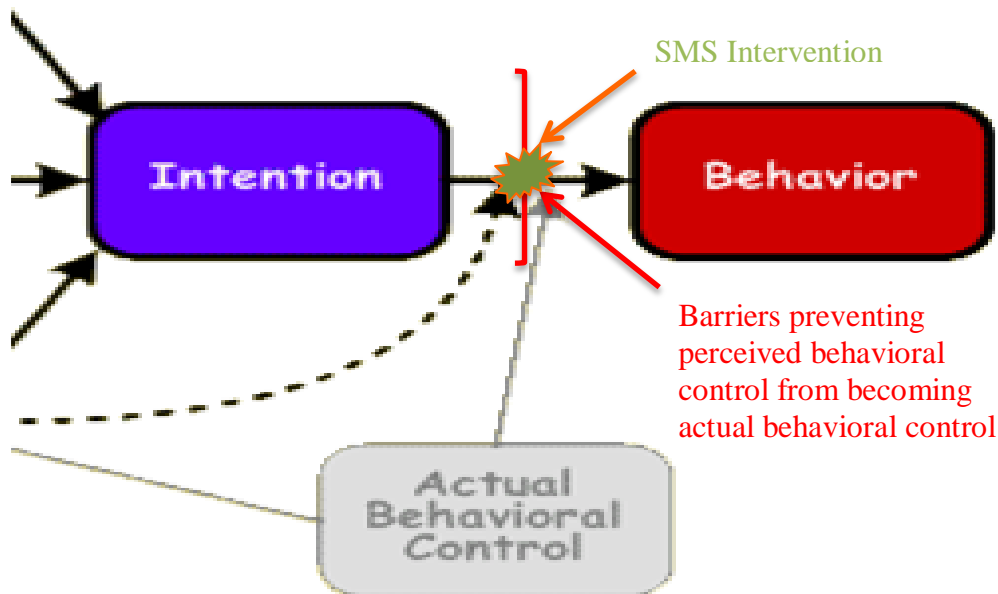 SMS Intervention
Intention
Behavior
Barriers preventing
perceived behavioral
control from becoming
actual behavioral control
Actual
Behavioral
Control